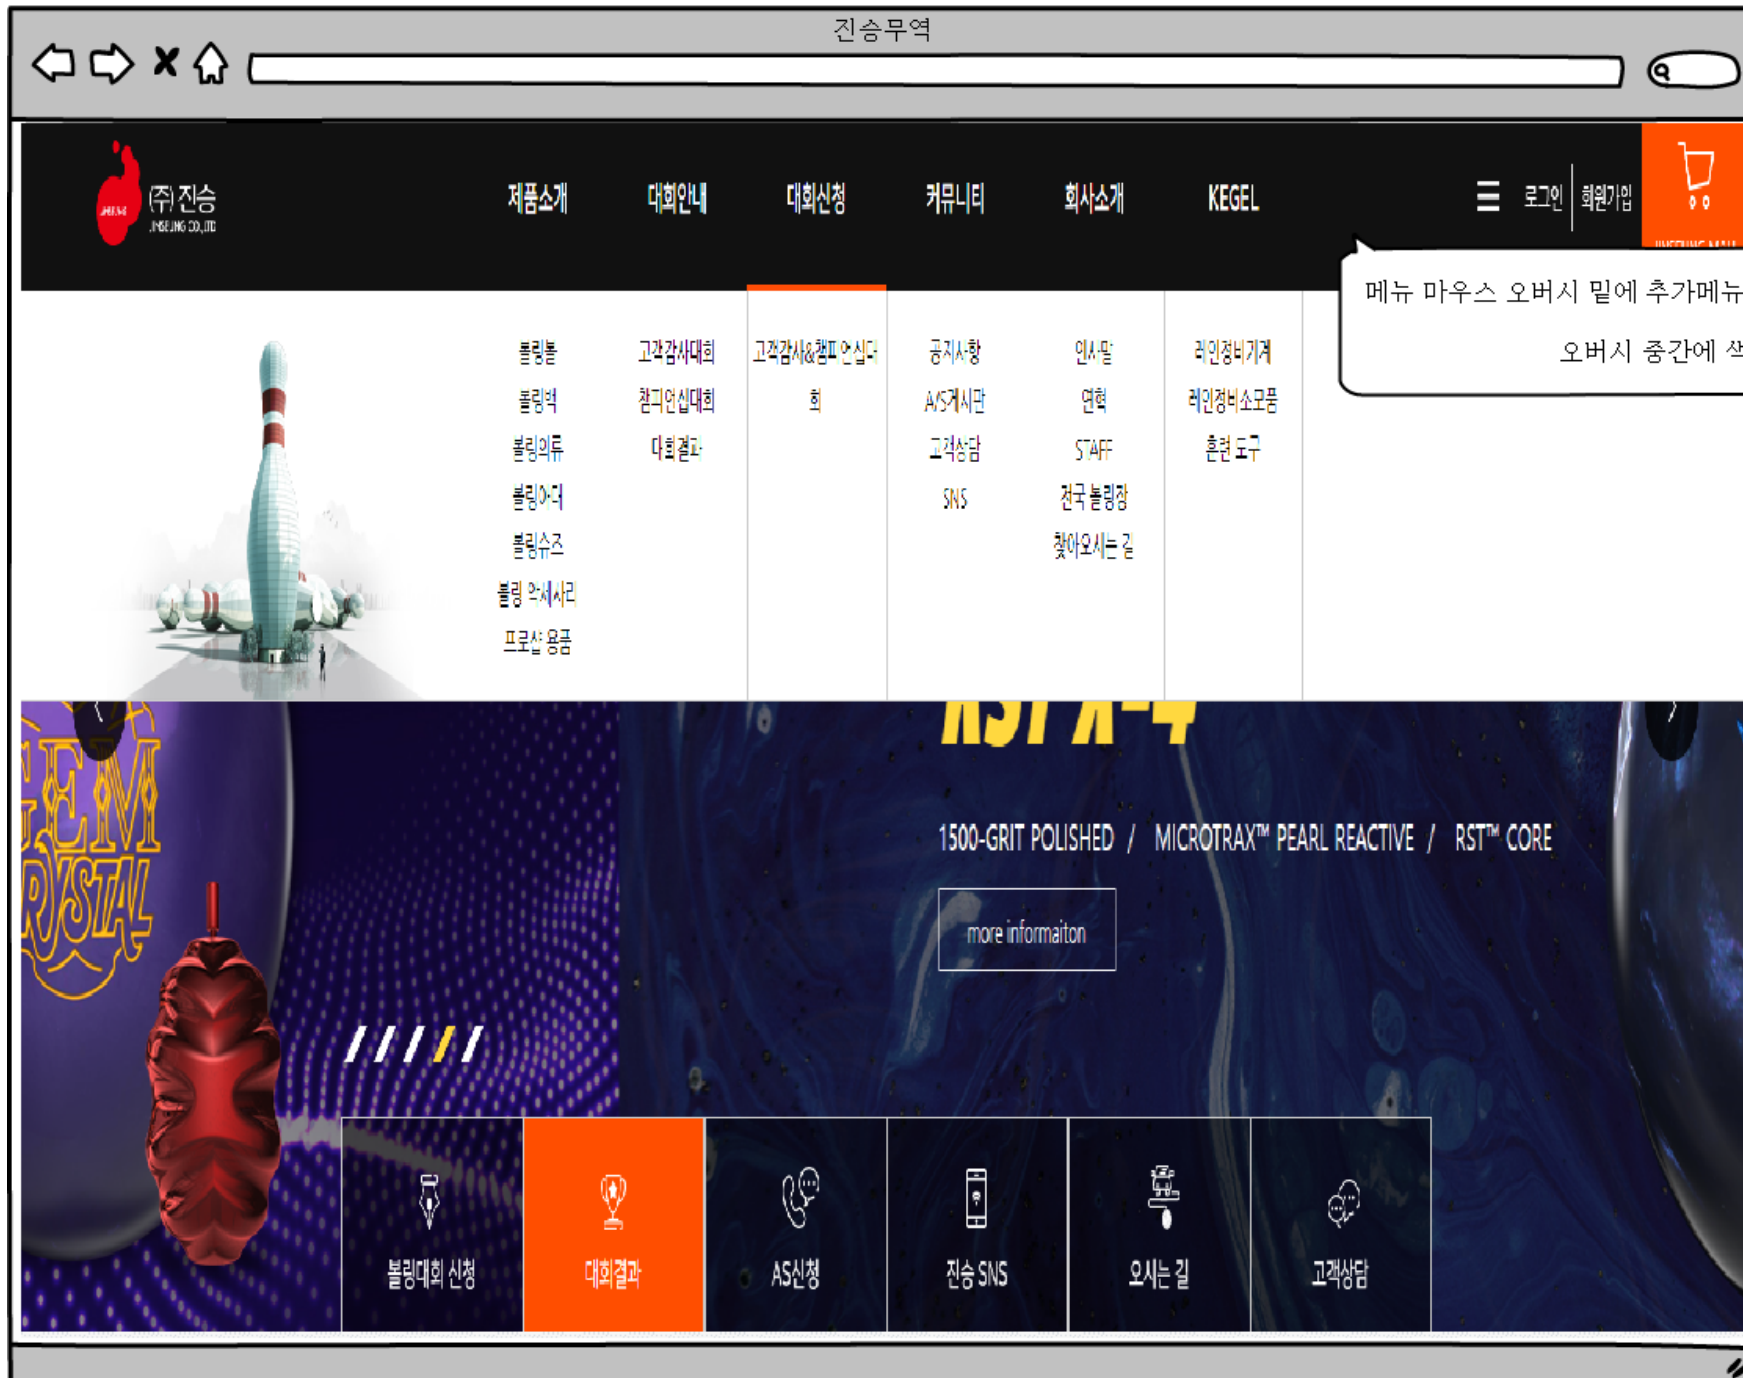 진승무역
(주)진승
JINSEUNG CO.,LTD
제품소개
대회안내
대회신청
커뮤니티
회사소개
KEGEL
로그인
회원가입
메뉴 마우스 오버시 밑에 추가메뉴
오버시 중간에 색
볼링볼
볼링백
볼링의류
볼링아대
볼링슈즈
볼링 악세사리
프로샵 용품
고객감사대회
챔피언십대회
대회결과
고객감사&챔피언십대
회
공지사항
A/S게시판
고객상담
SNS
인사말
연혁
STAFF
전국 볼링장
찾아오시는 길
레인정비기계
레인정비소모품
훈련 도구
GEM
CRYSTAL
RST X-4
1500-GRIT POLISHED / MICROTRAX™ PEARL REACTIVE / RST™ CORE
more informaiton
볼링대회 신청
대회결과
AS신청
진승 SNS
오시는 길
고객상담